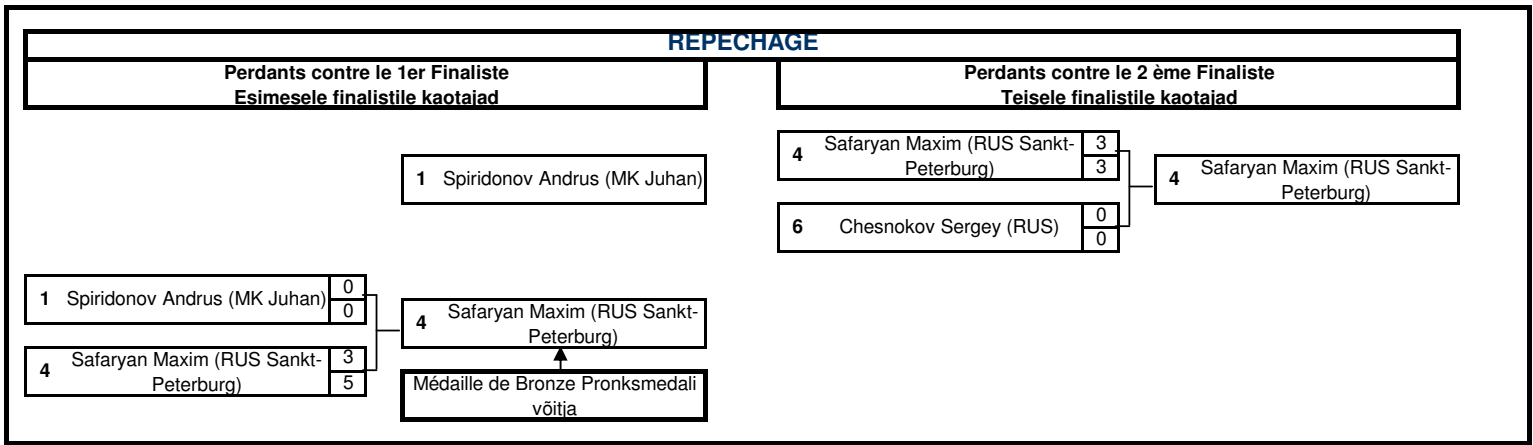 REPECHAGE
Perdants contre le 1er Finaliste
Esimesele finalistile kaotajad
Perdants contre le 2 ème Finaliste
Teisele finalistile kaotajad
1 Spiridonov Andrus (MK Juhan)
4 Safaryan Maxim (RUS Sankt-
Peterburg)
3
3
6 Chesnokov Sergey (RUS)
0
0
4 Safaryan Maxim (RUS Sankt-
Peterburg)
1 Spiridonov Andrus (MK Juhan)
0
0
4 Safaryan Maxim (RUS Sankt-
Peterburg)
3
5
4 Safaryan Maxim (RUS Sankt-
Peterburg)
Médaille de Bronze Pronksmedali
võitja